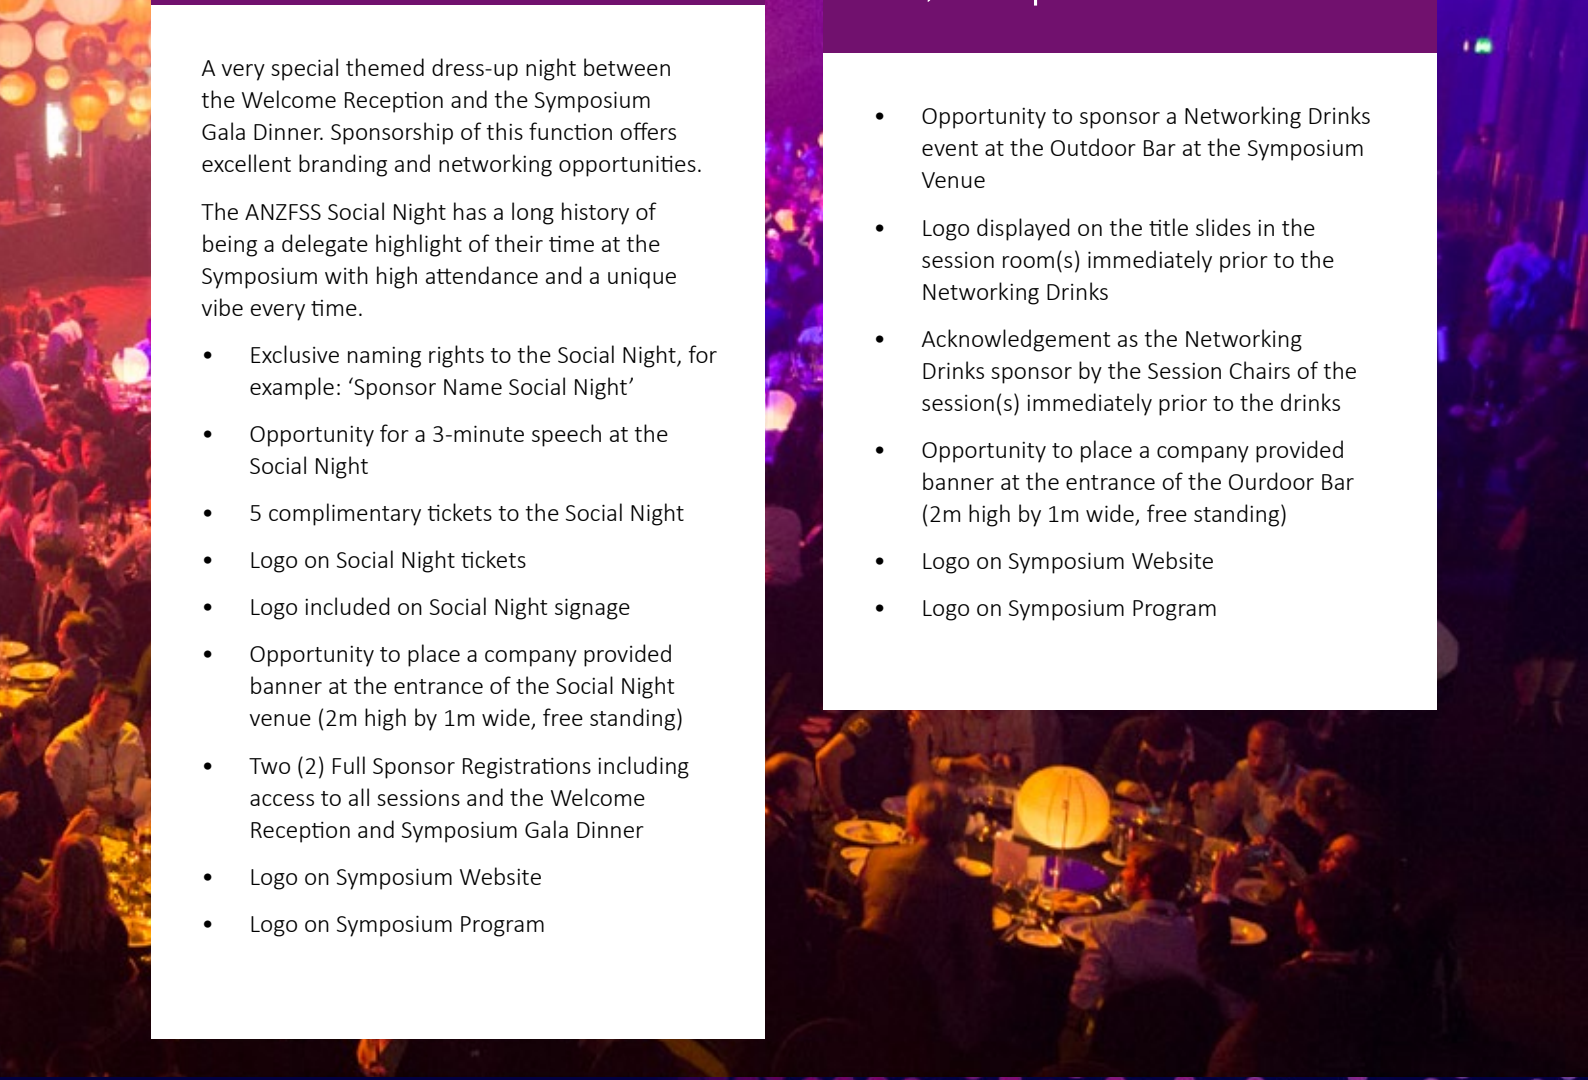 A very special themed dress-up night between
the Welcome Reception and the Symposium
Gala Dinner. Sponsorship of this function offers
excellent branding and networking opportunities.
The ANZFSS Social Night has a long history of
being a delegate highlight of their time at the
Symposium with high attendance and a unique
vibe every time.
• Exclusive naming rights to the Social Night, for
example: ‘Sponsor Name Social Night’
• Opportunity for a 3-minute speech at the
Social Night
• 5 complimentary tickets to the Social Night
• Logo on Social Night tickets
• Logo included on Social Night signage
• Opportunity to place a company provided
banner at the entrance of the Social Night
venue (2m high by 1m wide, free standing)
• Two (2) Full Sponsor Registrations including
access to all sessions and the Welcome
Reception and Symposium Gala Dinner
• Logo on Symposium Website
• Logo on Symposium Program
• Opportunity to sponsor a Networking Drinks
event at the Outdoor Bar at the Symposium
Venue
• Logo displayed on the title slides in the
session room(s) immediately prior to the
Networking Drinks
• Acknowledgement as the Networking
Drinks sponsor by the Session Chairs of the
session(s) immediately prior to the drinks
• Opportunity to place a company provided
banner at the entrance of the Ourdoor Bar
(2m high by 1m wide, free standing)
• Logo on Symposium Website
• Logo on Symposium Program